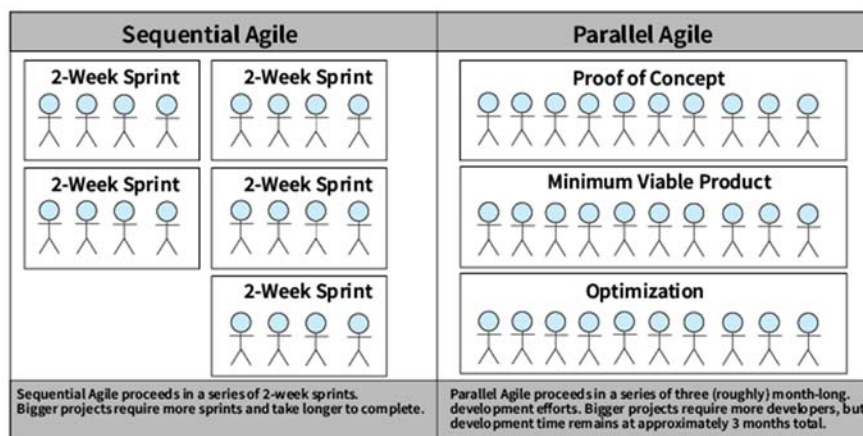 Sequential Agile
2-Week Sprint
2-Week Sprint
2-Week Sprint
2-Week Sprint
2-Week Sprint
Sequential Agile proceeds in a series of 2-week sprints.
Bigger projects require more sprints and take longer to complete.
Parallel Agile
Proof of Concept
Minimum Viable Product
Optimization
Parallel Agile proceeds in a series of three (roughly) month-long.
development efforts. Bigger projects require more developers, but
development time remains at approximately 3 months total.